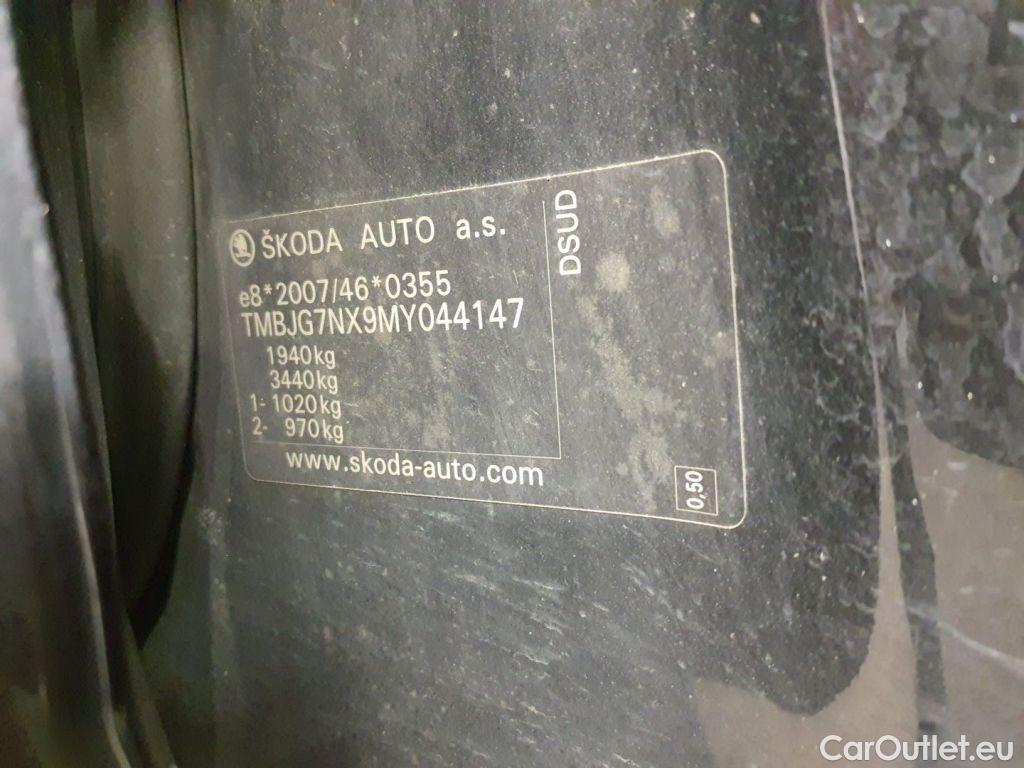 ŠKODA AUTO a.s.
e8*2007/46*0355
TMBJG7NX9MY044147
1940kg
3440kg
1- 1020kg
2- 970kg
www.skoda-auto.com
DSUD
0,50
CarOutlet.eu